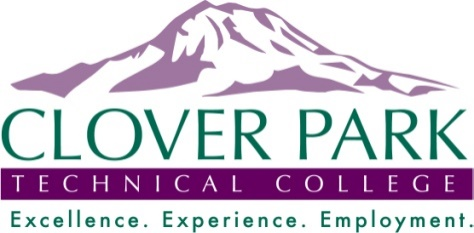 CLOVER PARK
TECHNICAL COLLEGE
Excellence. Experience. Employment.